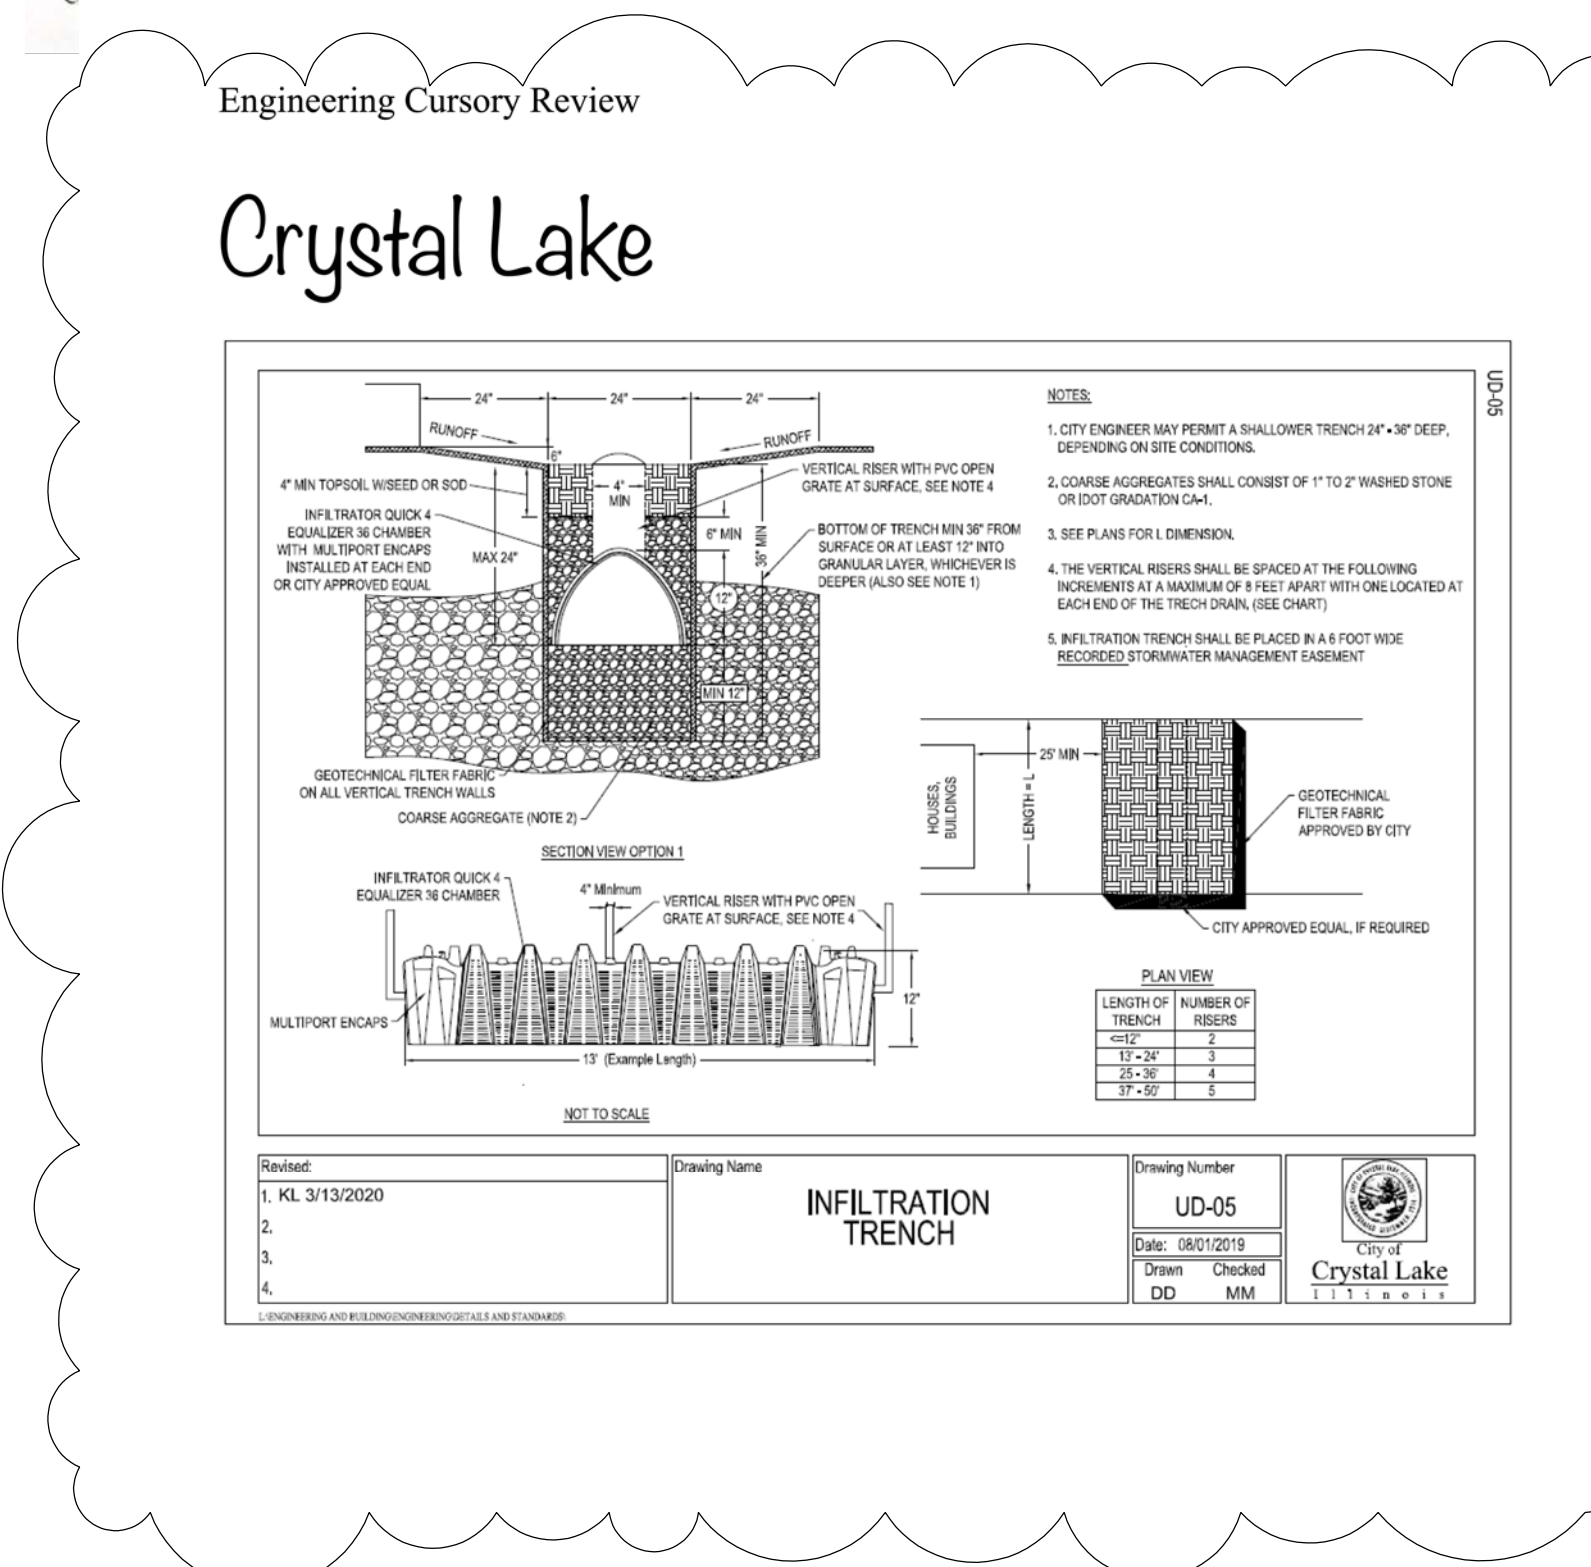 Engineering Cursory Review
Crystal Lake
UD-05
24"
24"
24"
RUNOFF
RUNOFF
6"
4" MIN TOPSOIL W/SEED OR SOD
4"
MIN
VERTICAL RISER WITH PVC OPEN
GRATE AT SURFACE, SEE NOTE 4
INFILTRATOR QUICK 4
EQUALIZER 36 CHAMBER
WITH MULTIPORT ENCAPS
INSTALLED AT EACH END
OR CITY APPROVED EQUAL
MAX 24"
6" MIN
36" MIN
12"
MIN 12"
BOTTOM OF TRENCH MIN 36" FROM
SURFACE OR AT LEAST 12" INTO
GRANULAR LAYER, WHICHEVER IS
DEEPER (ALSO SEE NOTE 1)
GEOTECHNICAL FILTER FABRIC
ON ALL VERTICAL TRENCH WALLS
COARSE AGGREGATE (NOTE 2)
SECTION VIEW OPTION 1
NOTES:
1. CITY ENGINEER MAY PERMIT A SHALLOWER TRENCH 24" - 36" DEEP,
DEPENDING ON SITE CONDITIONS.
2. COARSE AGGREGATES SHALL CONSIST OF 1" TO 2" WASHED STONE
OR IDOT GRADATION CA-1.
3. SEE PLANS FOR L DIMENSION.
4. THE VERTICAL RISERS SHALL BE SPACED AT THE FOLLOWING
INCREMENTS AT A MAXIMUM OF 8 FEET APART WITH ONE LOCATED AT
EACH END OF THE TRECH DRAIN. (SEE CHART)
5. INFILTRATION TRENCH SHALL BE PLACED IN A 6 FOOT WIDE
RECORDED STORMWATER MANAGEMENT EASEMENT
INFILTRATOR QUICK 4
EQUALIZER 36 CHAMBER
4" Minimum
VERTICAL RISER WITH PVC OPEN
GRATE AT SURFACE, SEE NOTE 4
MULTIPORT ENCAPS
12"
13' (Example Length)
NOT TO SCALE
HOUSES,
BUILDINGS
25' MIN
LENGTH = L
GEOTECHNICAL
FILTER FABRIC
APPROVED BY CITY
CITY APPROVED EQUAL, IF REQUIRED
PLAN VIEW
LENGTH OF TRENCH NUMBER OF RISERS
<=12" 2
13' - 24' 3
25 - 36' 4
37' - 50' 5
Revised:
1. KL 3/13/2020
2.
3.
4.
Drawing Name
INFILTRATION
TRENCH
Drawing Number
UD-05
Date: 08/01/2019
Drawn Checked
DD MM
City of
Crystal Lake
Illinois
L:\ENGINEERING AND BUILDING\ENGINEERING\DETAILS AND STANDARDS\